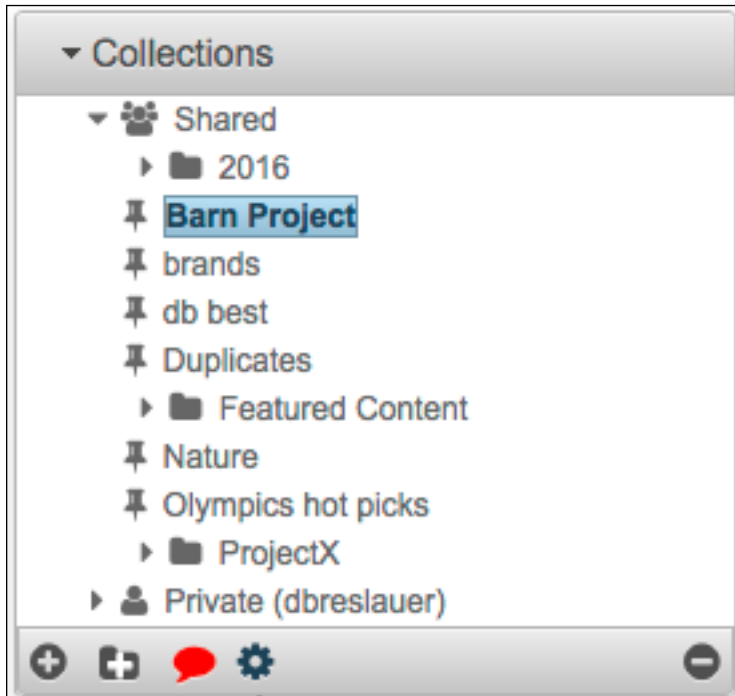 Collections
Shared
2016
Barn Project
brands
db best
Duplicates
Featured Content
Nature
Olympics hot picks
ProjectX
Private (dbreslauer)